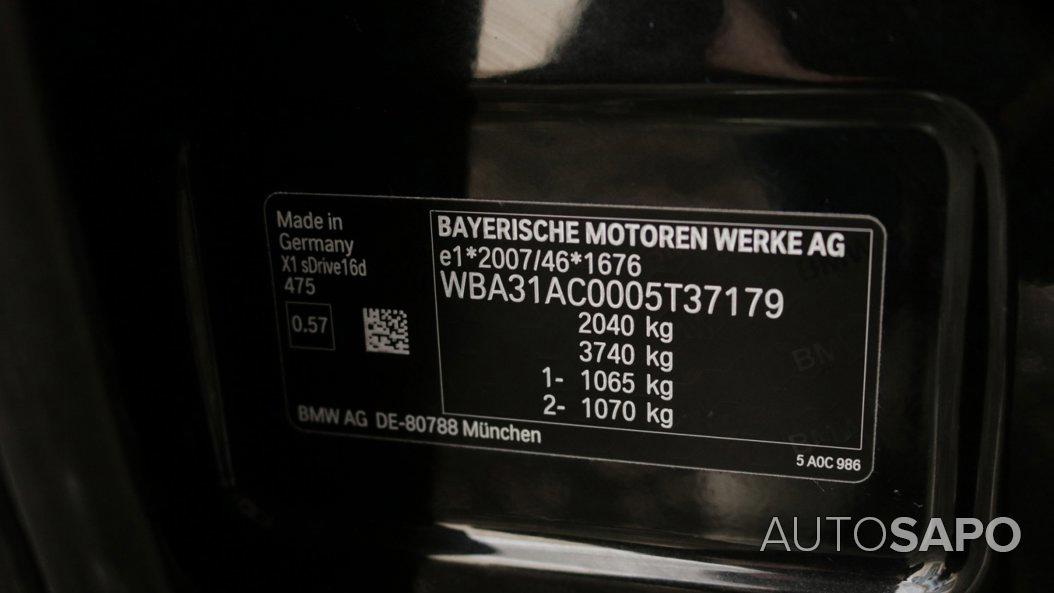 Made in
Germany
X1 sDrive16d
475
0.57
BAYERISCHE MOTOREN WERKE AG
e1*2007/46*1676
WBA31AC0005T37179
2040 kg
3740 kg
1- 1065 kg
2- 1070 kg
BMW AG DE-80788 München
5 A0C 986
AUTOSAPO